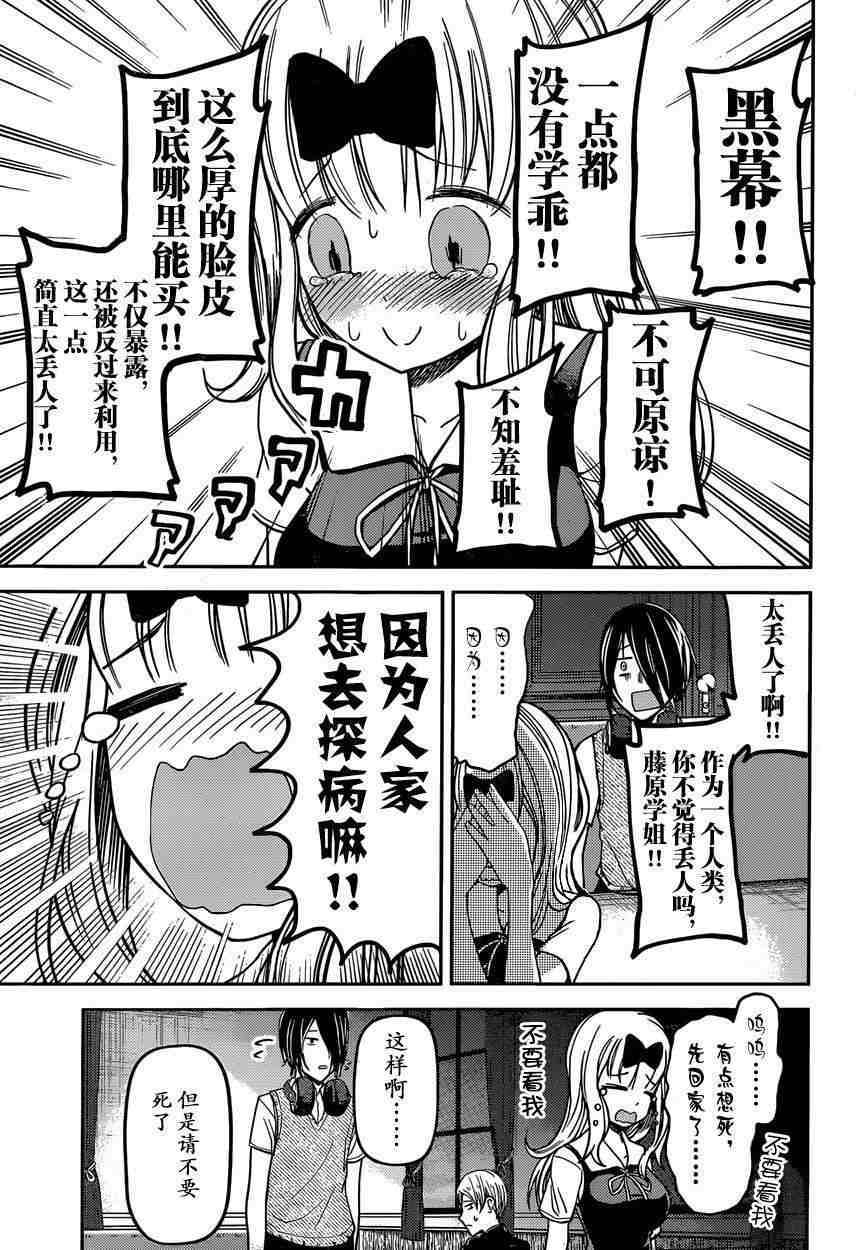 黑幕!!
一点都
没有学乖!!
不可原谅!
不知羞耻!!
这么厚的脸皮
到底哪里能买!!
不仅暴露，
还被反过来利用，
这一点
简直太丢人了!!
カアアア
太丢人了啊!!
作为一个人类，
你不觉得丢人吗，
藤原学姐!!
因……
因为……
因为人家
想去探病嘛!!
呜呜……
有点想死，
先回家了……
不要看我
不要看我
这样啊……
但是请不要
死了